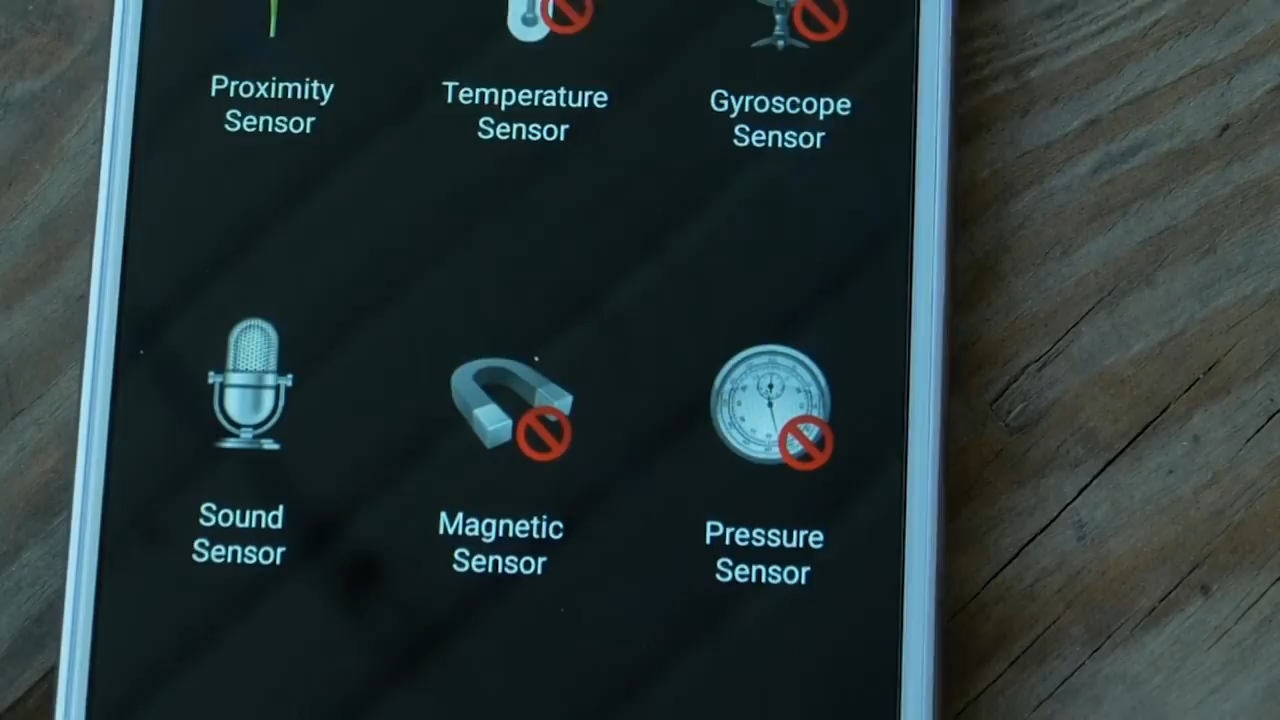 Proximity
Sensor
Temperature
Sensor
Gyroscope
Sensor
Sound
Sensor
Magnetic
Sensor
Pressure
Sensor